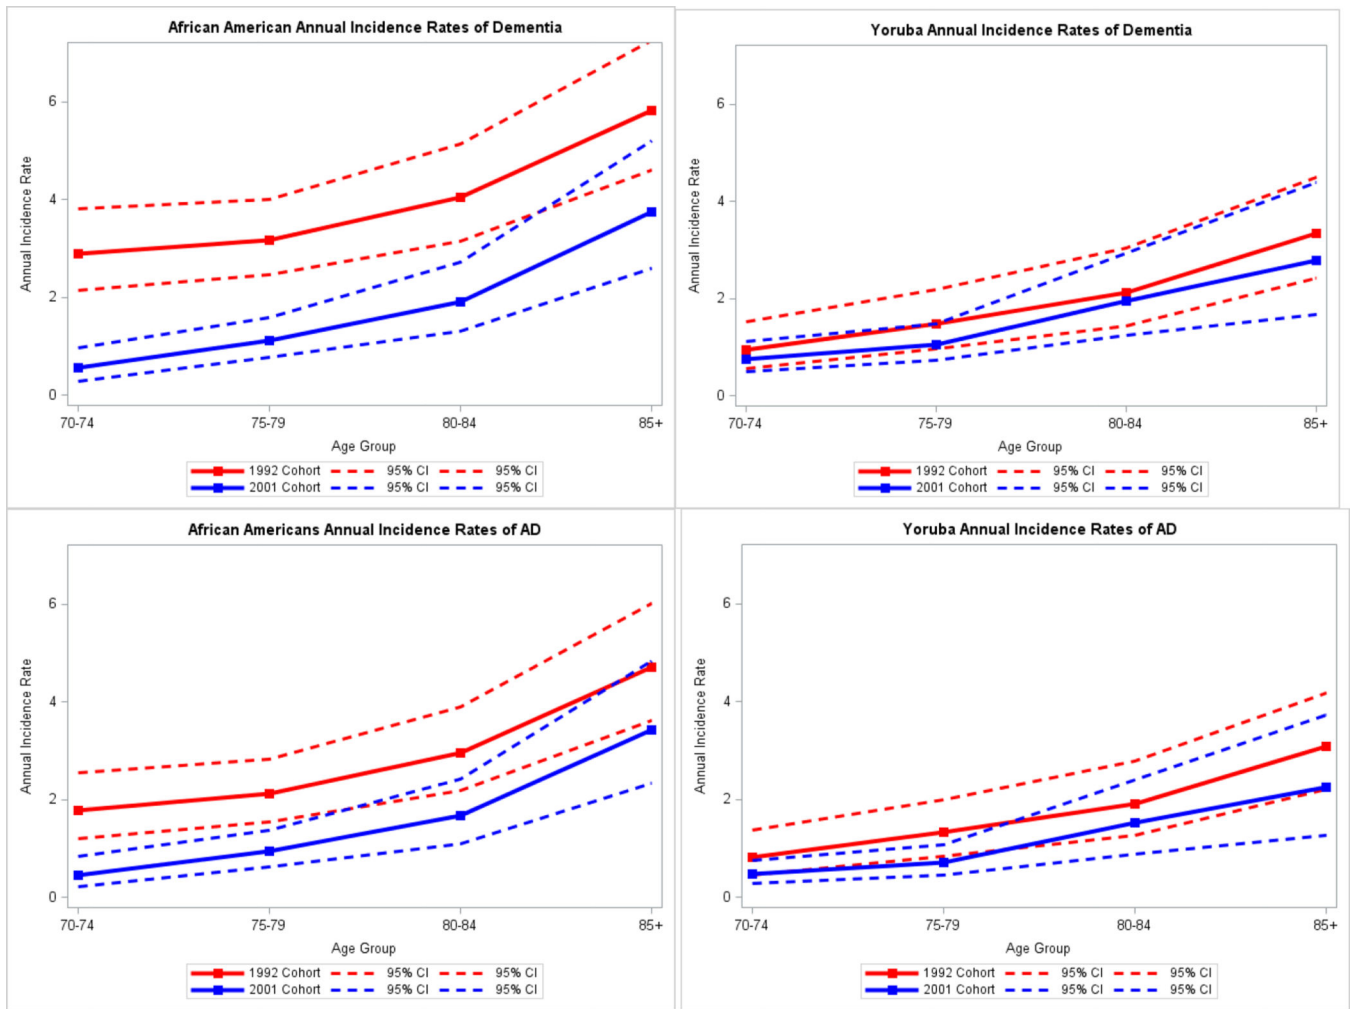 African American Annual Incidence Rates of Dementia
Annual Incidence Rate
6
4
2
0
70-74 75-79 80-84 85+
Age Group
1992 Cohort 95% CI 95% CI
2001 Cohort 95% CI 95% CI
Yoruba Annual Incidence Rates of Dementia
Annual Incidence Rate
6
4
2
0
70-74 75-79 80-84 85+
Age Group
1992 Cohort 95% CI 95% CI
2001 Cohort 95% CI 95% CI
African Americans Annual Incidence Rates of AD
Annual Incidence Rate
6
4
2
0
70-74 75-79 80-84 85+
Age Group
1992 Cohort 95% CI 95% CI
2001 Cohort 95% CI 95% CI
Yoruba Annual Incidence Rates of AD
Annual Incidence Rate
6
4
2
0
70-74 75-79 80-84 85+
Age Group
1992 Cohort 95% CI 95% CI
2001 Cohort 95% CI 95% CI